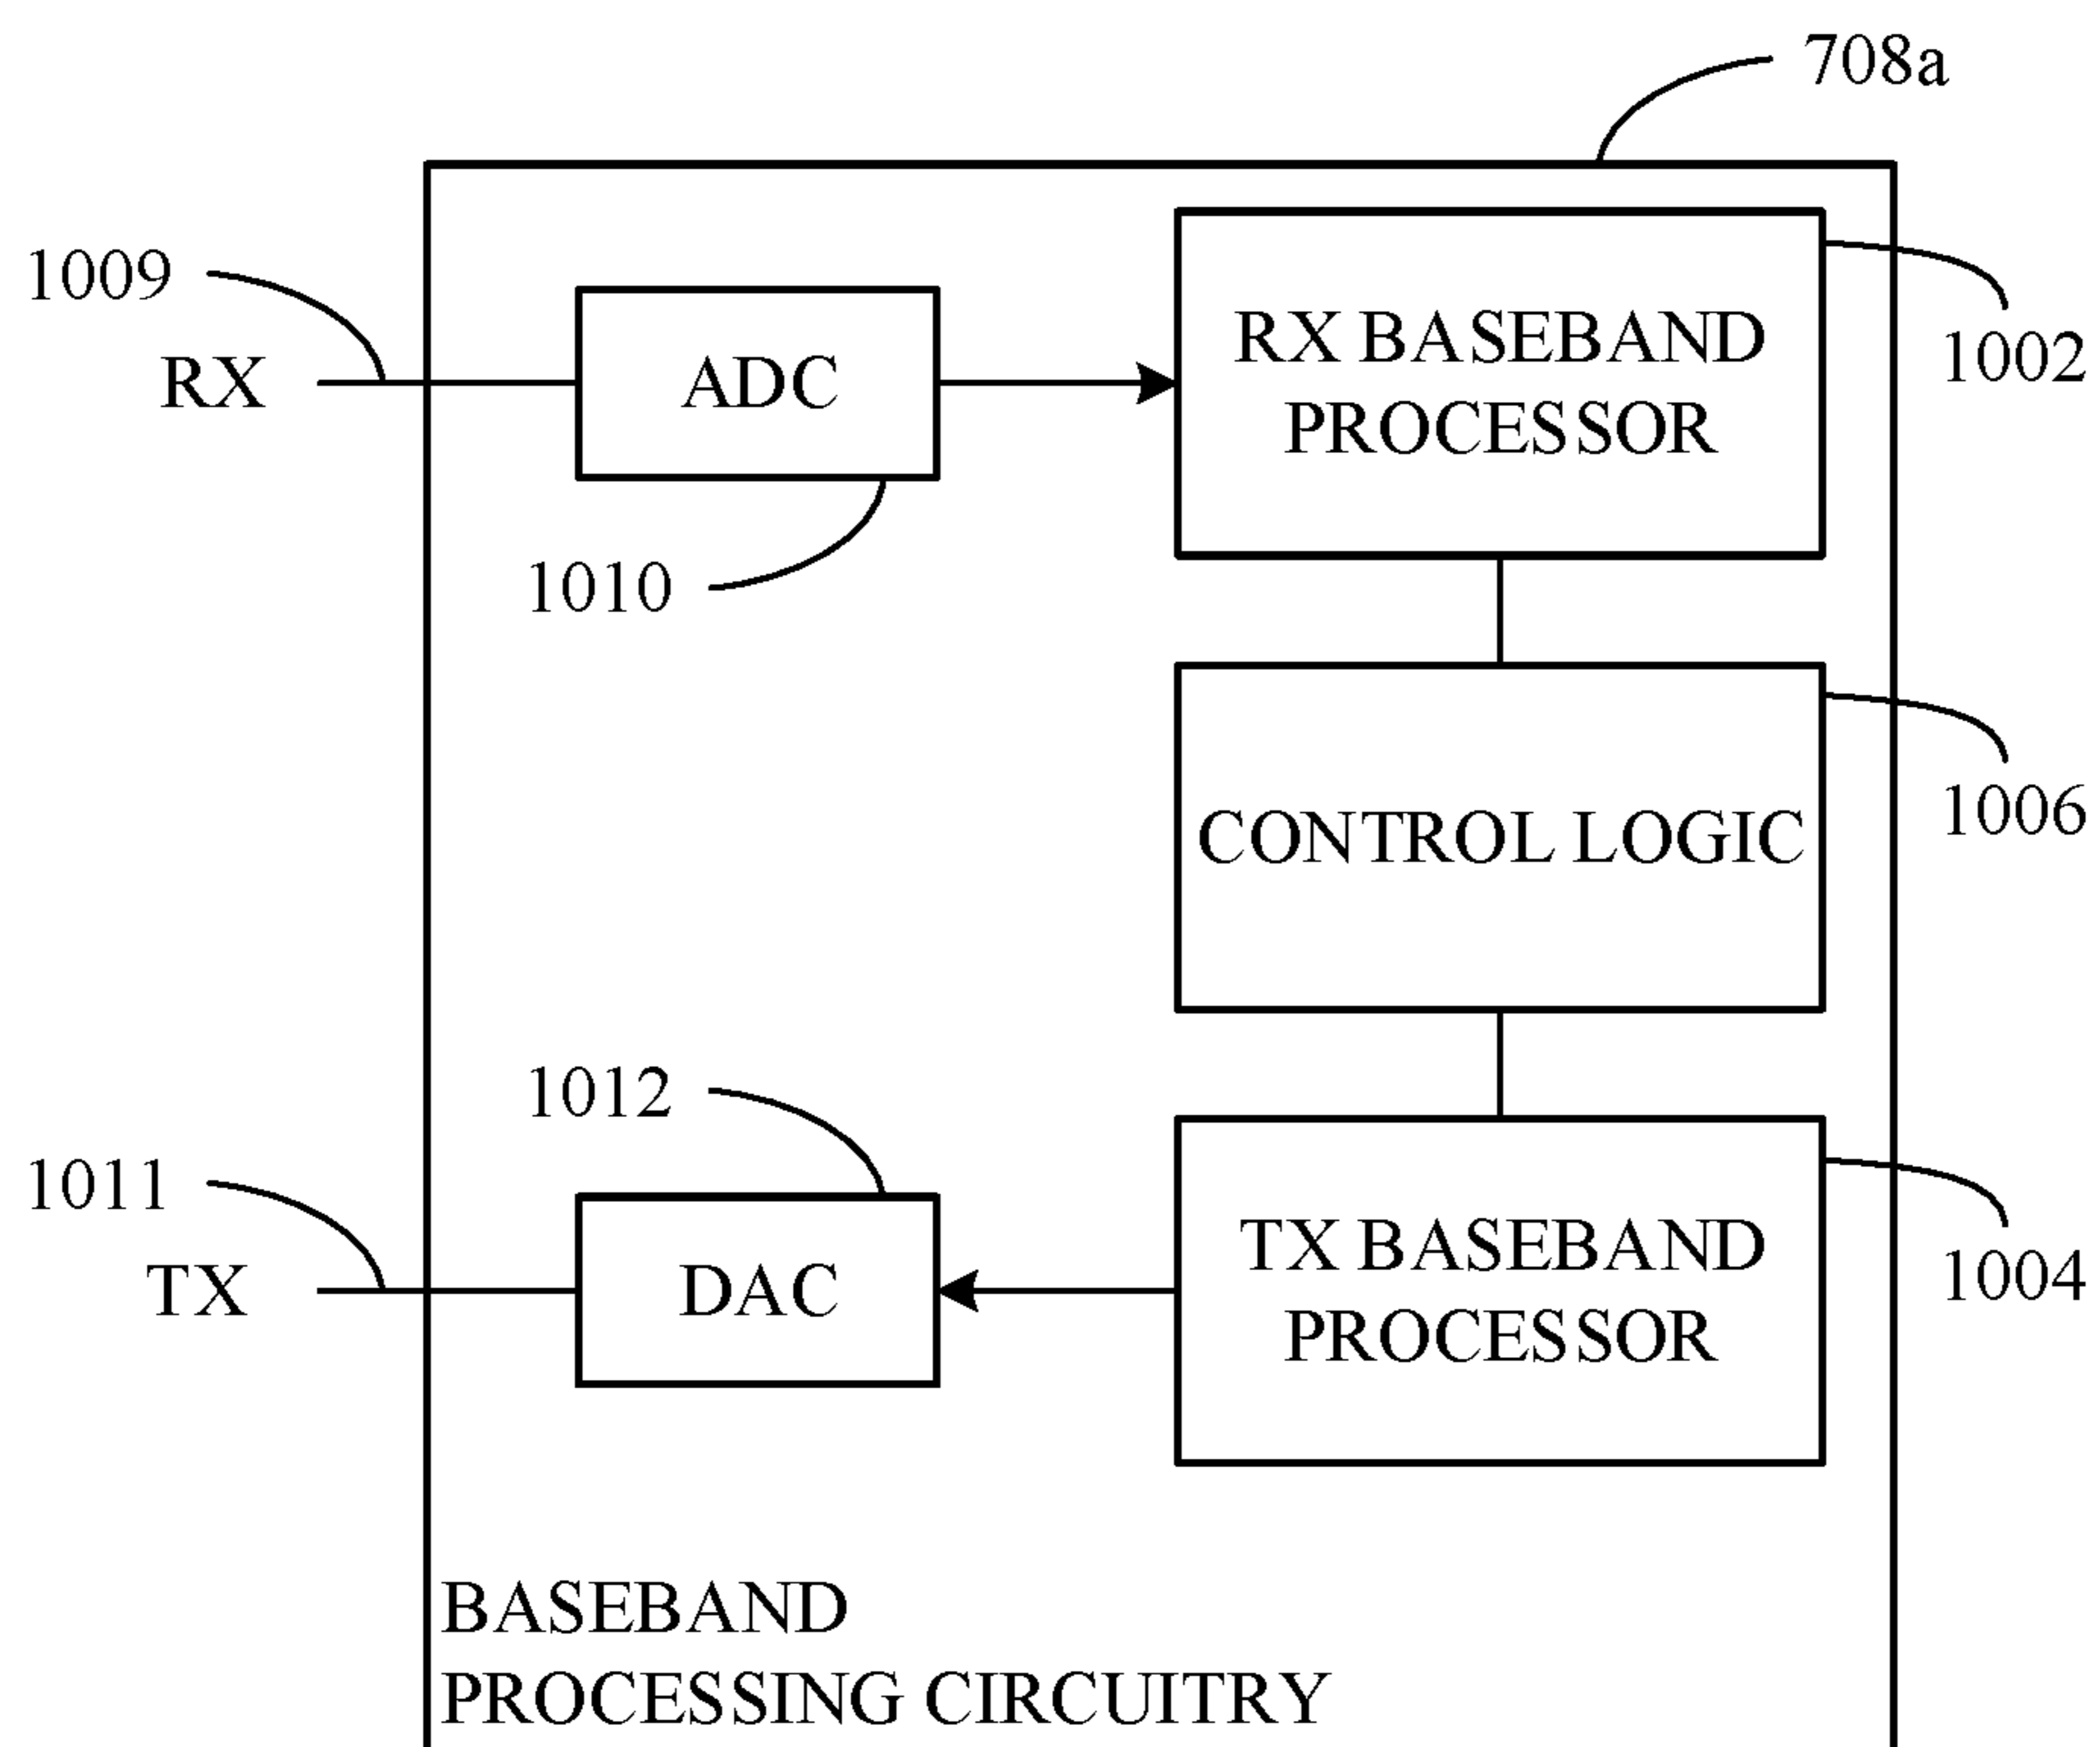 708a
1009
RX
ADC
1010
RX BASEBAND
PROCESSOR
1002
CONTROL LOGIC
1006
1012
1011
TX
DAC
TX BASEBAND
PROCESSOR
1004
BASEBAND
PROCESSING CIRCUITRY